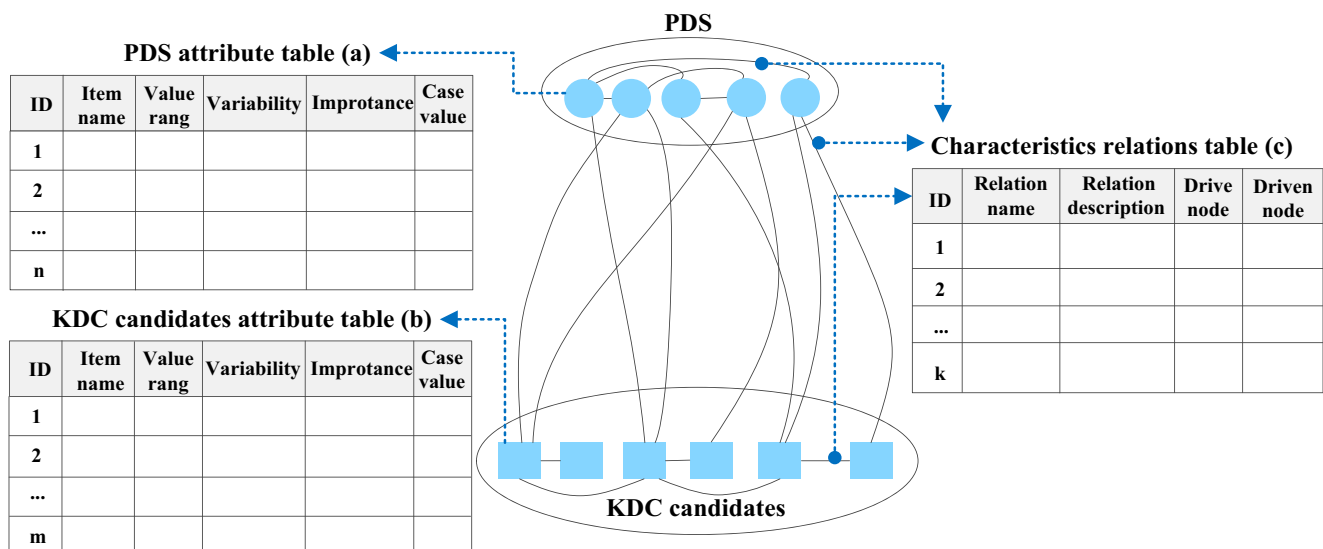 PDS
PDS attribute table (a)
ID Item name Value rang Variability Improtance Case value
1
2
...
n
KDC candidates attribute table (b)
ID Item name Value rang Variability Improtance Case value
1
2
...
m
Characteristics relations table (c)
ID Relation name Relation description Drive node Driven node
1
2
...
k
KDC candidates